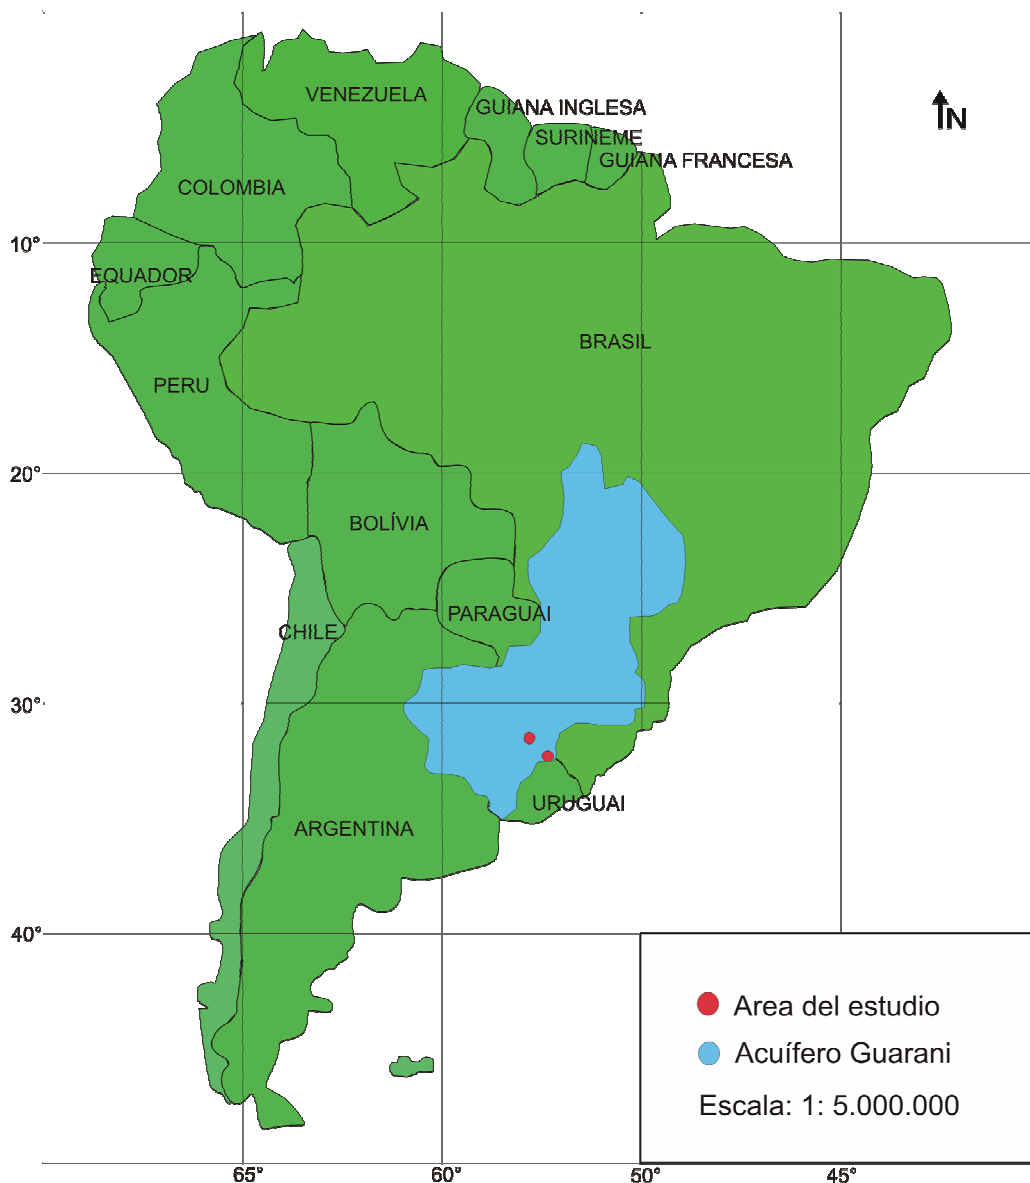 VENEZUELA
GUIANA INGLESA
N
SURINEME
GUIANA FRANCESA
COLOMBIA
10°
EQUADOR
BRASIL
PERU
20°
BOLÍVIA
PARAGUAI
CHILE
30°
URUGUAI
ARGENTINA
40°
Area del estudio
Acuífero Guarani
Escala: 1: 5.000.000
65° 60° 50° 45°